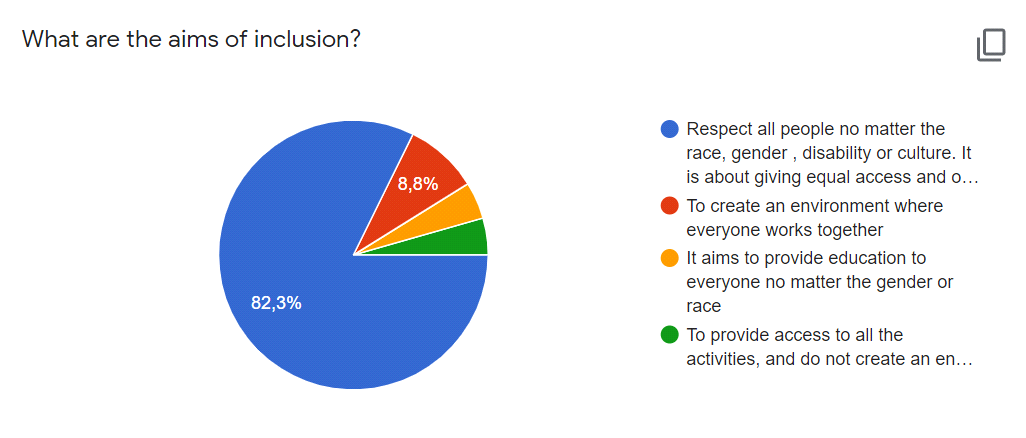 What are the aims of inclusion?
8,8%
82,3%
Respect all people no matter the
race, gender , disability or culture. It
is about giving equal access and o…
To create an environment where
everyone works together
It aims to provide education to
everyone no matter the gender or
race
To provide access to all the
activities, and do not create an en…